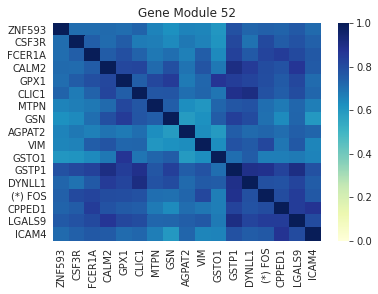 Gene Module 52
ZNF593
CSF3R
FCER1A
CALM2
GPX1
CLIC1
MTPN
GSN
AGPAT2
VIM
GSTO1
GSTP1
DYNLL1
(*) FOS
CPPED1
LGALS9
ICAM4
ZNF593 CSF3R FCER1A CALM2 GPX1 CLIC1 MTPN GSN AGPAT2 VIM GSTO1 GSTP1 DYNLL1 (*) FOS CPPED1 LGALS9 ICAM4
1.0
0.8
0.6
0.4
0.2
0.0